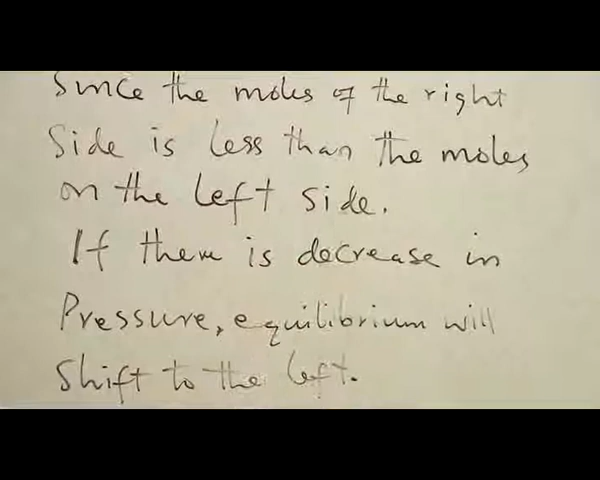 Since the moles of the right
Side is less than the moles
on the left side.
If there is decrease in
Pressure, equilibrium will
Shift to the left.